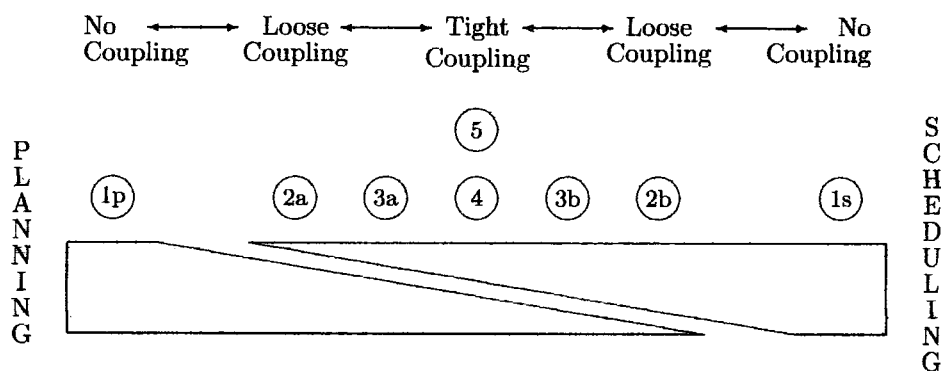 No Loose Tight Loose No
Coupling Coupling Coupling Coupling Coupling
5
1p 2a 3a 4 3b 2b 1s
PLANNING
SCHEDULING